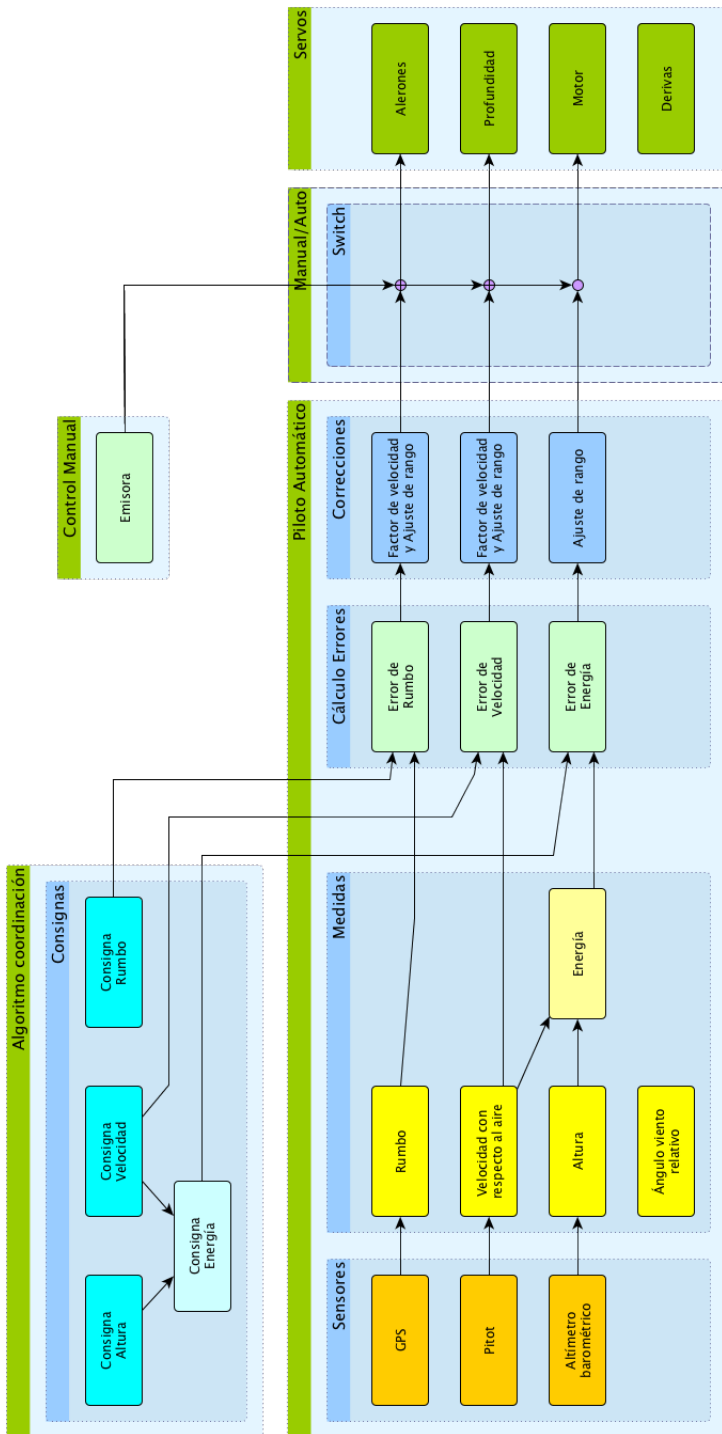 Algoritmo coordinación
Consignas
Consigna
Altura
Consigna
Velocidad
Consigna
Rumbo
Consigna
Energía
Control Manual
Emisora
Piloto Automático
Sensores
GPS
Pitot
Altímetro
barométrico
Medidas
Rumbo
Velocidad con
respecto al aire
Altura
Ángulo viento
relativo
Energía
Cálculo Errores
Error de
Rumbo
Error de
Velocidad
Error de
Energía
Correcciones
Factor de velocidad
y Ajuste de rango
Factor de velocidad
y Ajuste de rango
Ajuste de rango
Manual/Auto
Switch
Servos
Alerones
Profundidad
Motor
Derivas